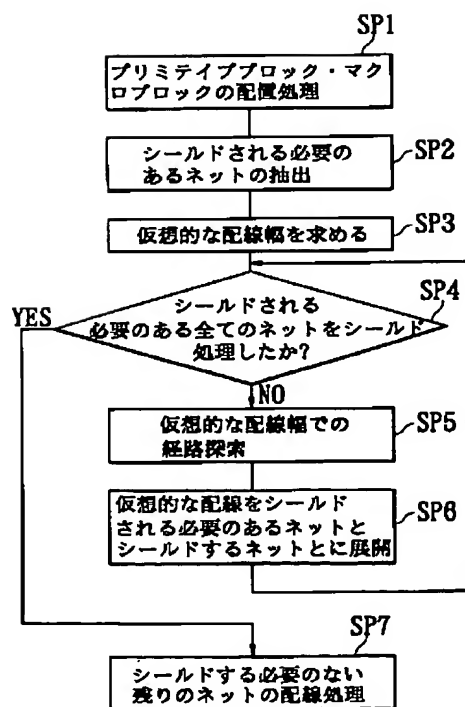 SP1
プリミテイブブロック・マク
ロブロックの配置処理
SP2
シールドされる必要の
あるネットの抽出
SP3
仮想的な配線幅を求める
SP4
YES
シールドされる
必要のある全てのネットをシールド
処理したか?
NO
SP5
仮想的な配線幅での
経路探索
SP6
仮想的な配線をシールド
される必要のあるネットと
シールドするネットとに展開
SP7
シールドする必要のない
残りのネットの配線処理